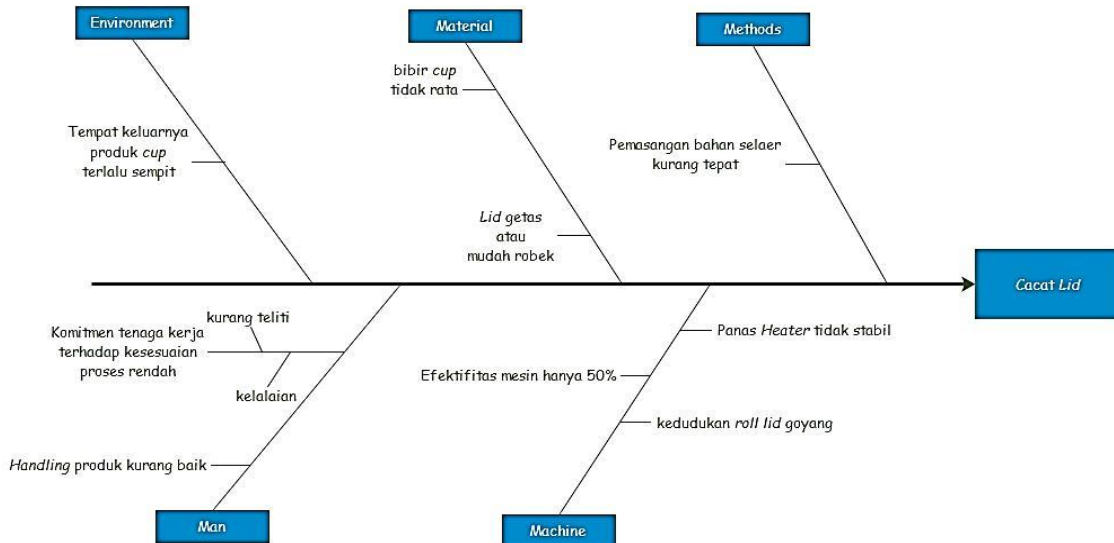 Environment
Material
Methods
bibir cup
tidak rata
Tempat keluarnya
produk cup
terlalu sempit
Pemasangan bahan selaer
kurang tepat
Lid getas
atau
mudah robek
Cacat Lid
kurang teliti
Komitmen tenaga kerja
terhadap kesesuaian
proses rendah
kelalaian
Panas Heater tidak stabil
Efektifitas mesin hanya 50%
kedudukan roll lid goyang
Handling produk kurang baik
Man
Machine